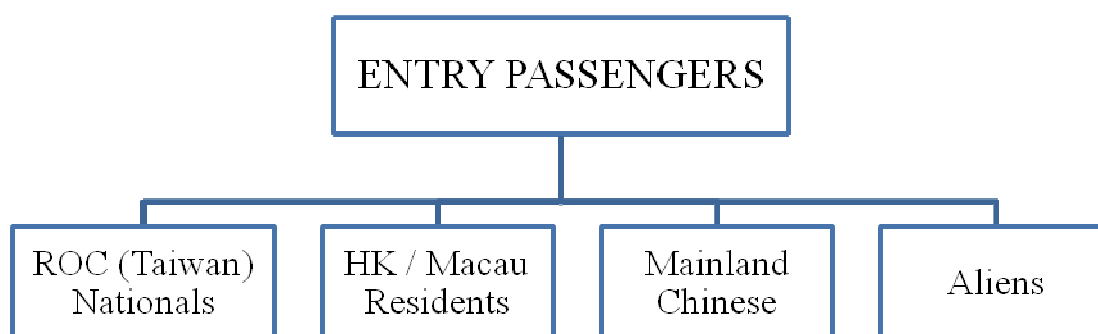 ENTRY PASSENGERS
ROC (Taiwan)
Nationals
HK / Macau
Residents
Mainland
Chinese
Aliens